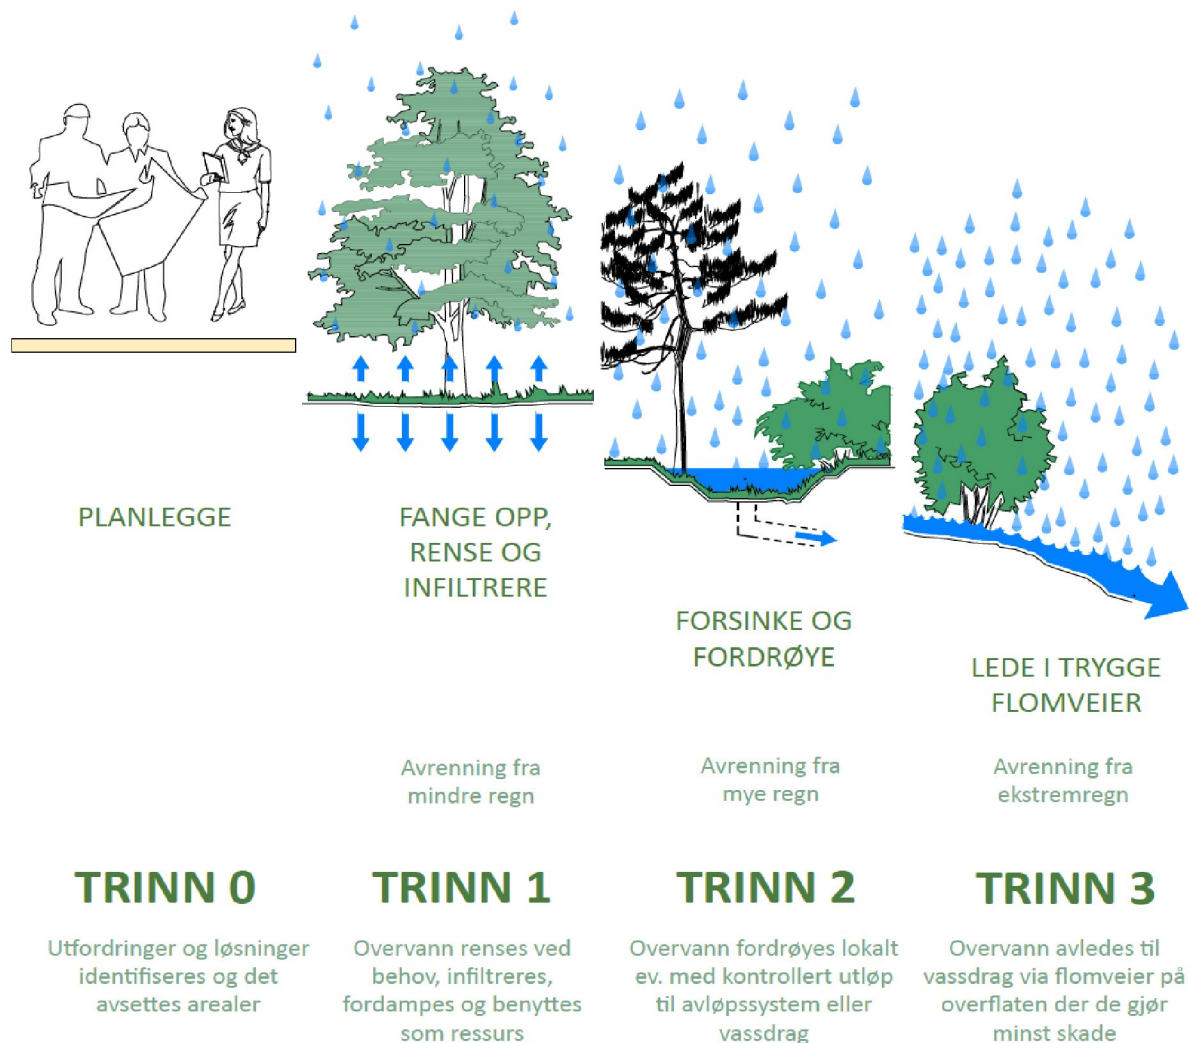 PLANLEGGE
FANGE OPP,
RENSE OG
INFILTRERE
FORSINKE OG
FORDRØYE
LEDE I TRYGGE
FLOMVEIER
Avrenning fra
mindre regn
Avrenning fra
mye regn
Avrenning fra
ekstremregn
TRINN 0
Utfordringer og løsninger
identifiseres og det
avsettes arealer
TRINN 1
Overvann renses ved
behov, infiltreres,
fordampes og benyttes
som ressurs
TRINN 2
Overvann fordrøyes lokalt
ev. med kontrollert utløp
til avløpssystem eller
vassdrag
TRINN 3
Overvann avledes til
vassdrag via flomveier på
overflaten der de gjør
minst skade